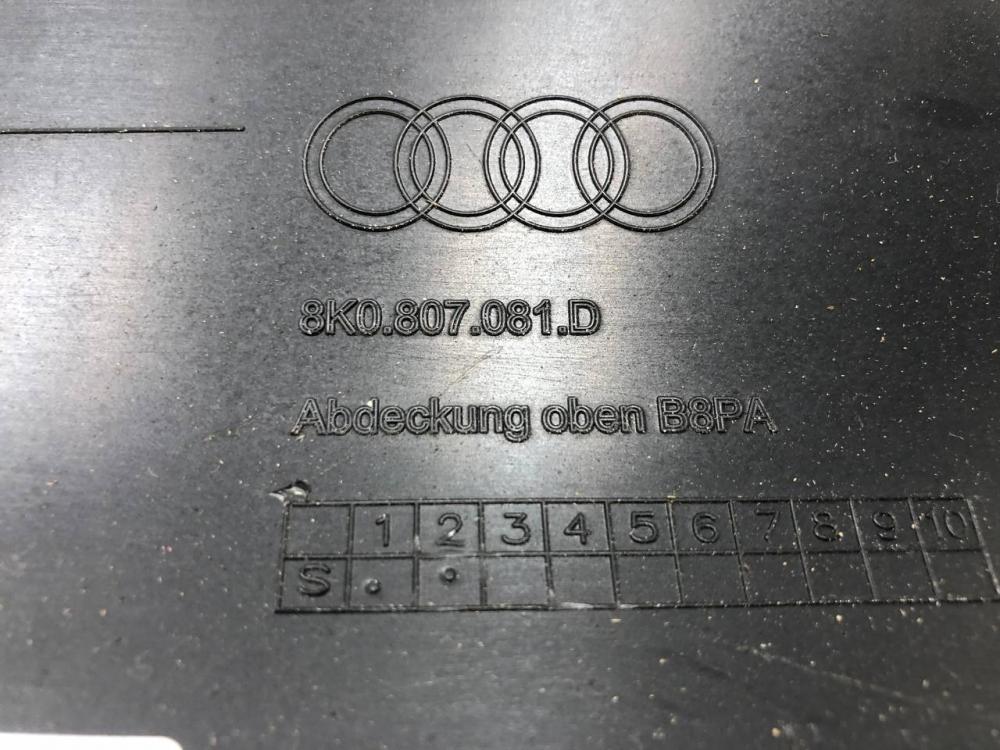 8K0.807.081.D
Abdeckung oben B8PA
1 2 3 4 5 6 7 8 9 10
S